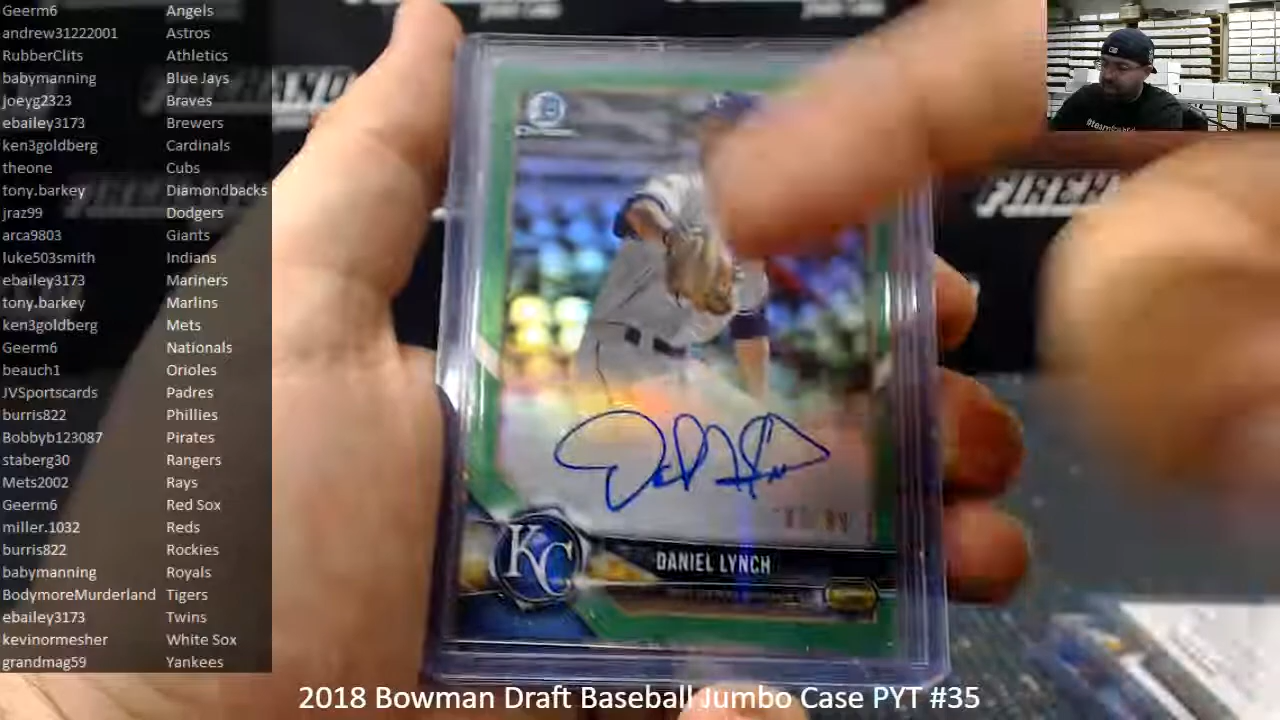 Geerm6 Angels
andrew31222001 Astros
RubberClits Athletics
babymanning Blue Jays
joeyg2323 Braves
ebailey3173 Brewers
ken3goldberg Cardinals
theone Cubs
tony.barkey Diamondbacks
jraz99 Dodgers
arca9803 Giants
luke503smith Indians
ebailey3173 Mariners
tony.barkey Marlins
ken3goldberg Mets
Geerm6 Nationals
beauch1 Orioles
JVSportscards Padres
burris822 Phillies
Bobbyb123087 Pirates
staberg30 Rangers
Mets2002 Rays
Geerm6 Red Sox
miller.1032 Reds
burris822 Rockies
babymanning Royals
BodymoreMurderland Tigers
ebailey3173 Twins
kevinormesher White Sox
grandmag59 Yankees
KC
DANIEL LYNCH
2018 Bowman Draft Baseball Jumbo Case PYT #35